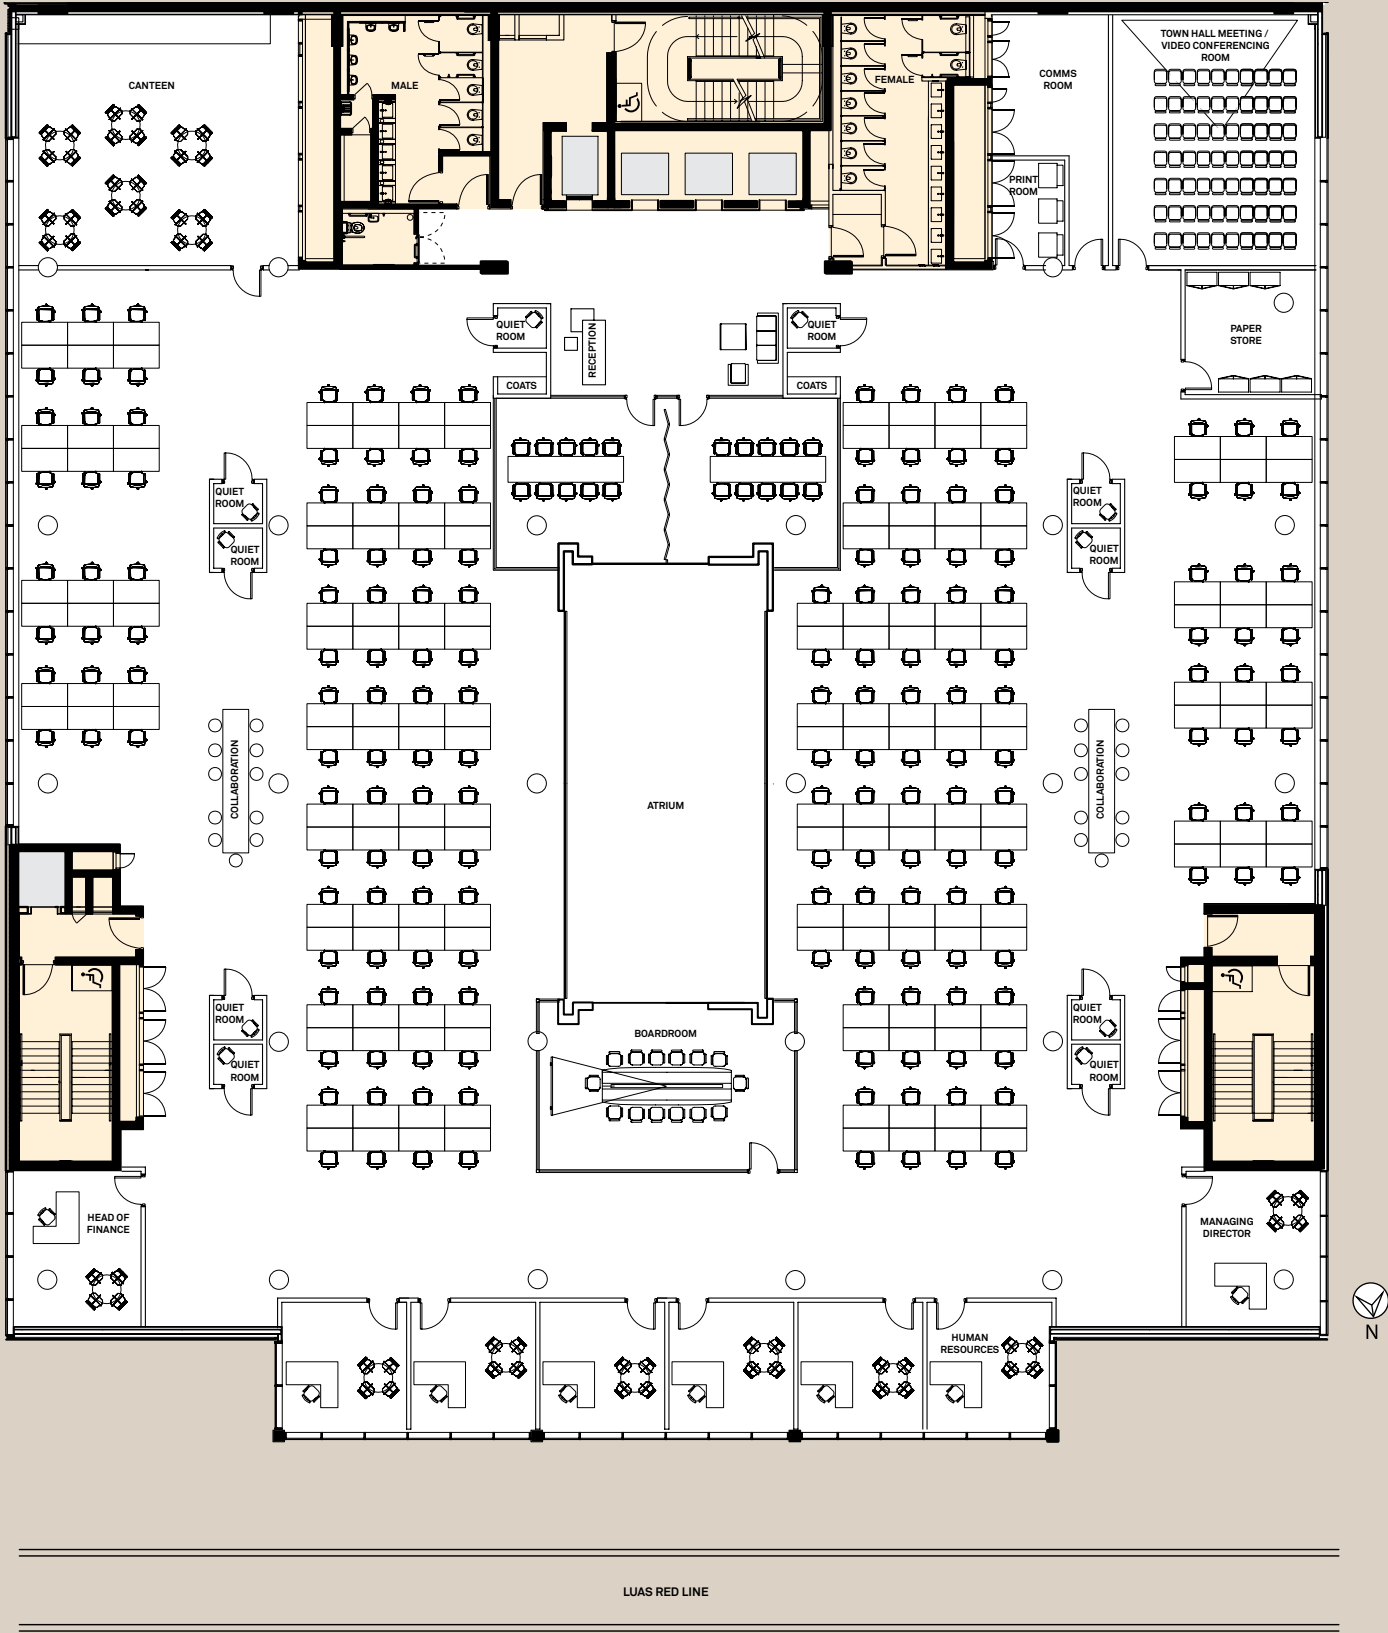 TOWN HALL MEETING /
VIDEO CONFERENCING
ROOM
CANTEEN
MALE
FEMALE
COMMS
ROOM
PRINT
ROOM
QUIET
ROOM
RECEPTION
QUIET
ROOM
PAPER
STORE
COATS
COATS
QUIET
ROOM
QUIET
ROOM
QUIET
ROOM
QUIET
ROOM
COLLABORATION
ATRIUM
COLLABORATION
QUIET
ROOM
QUIET
ROOM
BOARDROOM
QUIET
ROOM
QUIET
ROOM
HEAD OF
FINANCE
MANAGING
DIRECTOR
HUMAN
RESOURCES
N
LUAS RED LINE